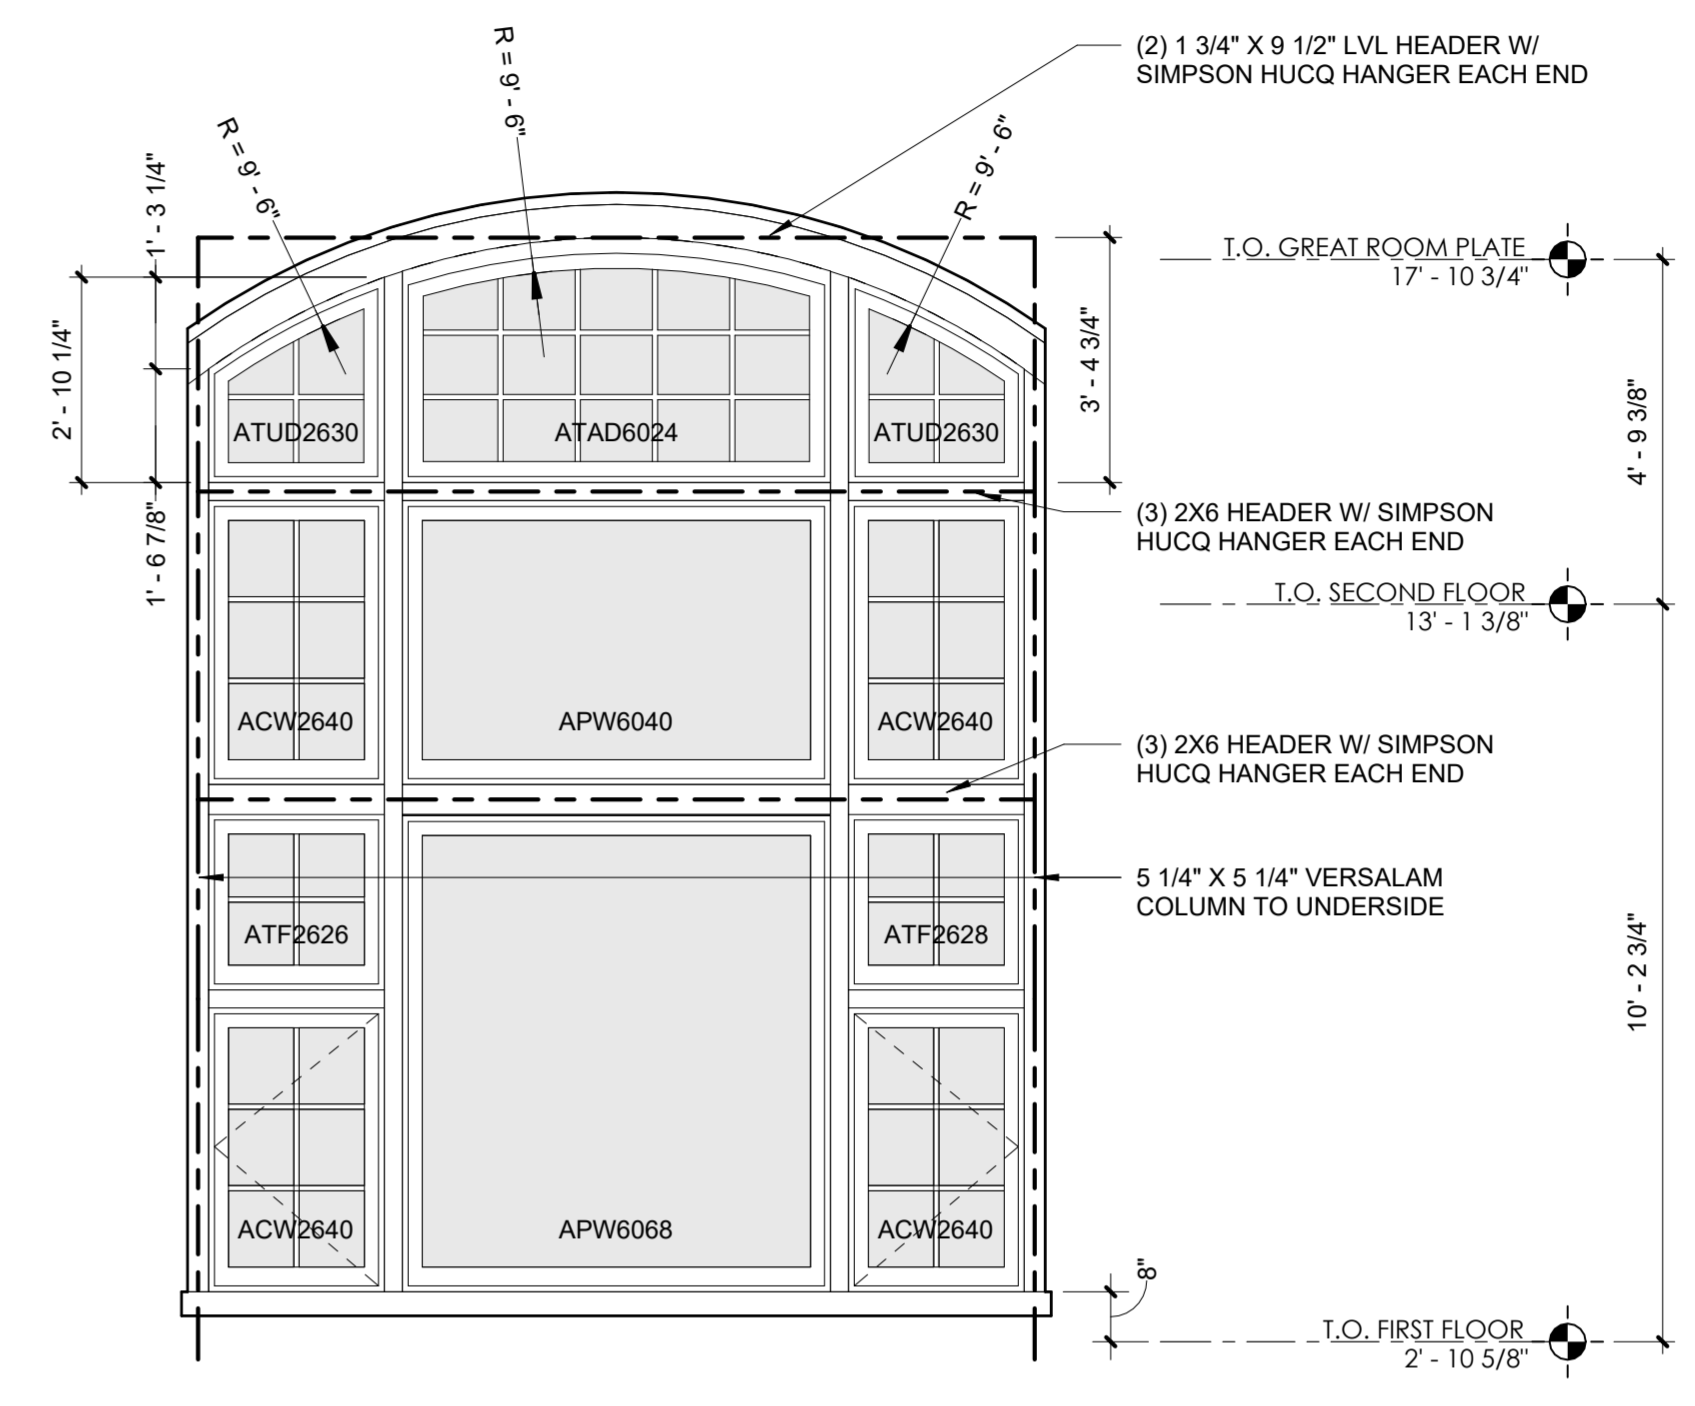 (2) 1 3/4" X 9 1/2" LVL HEADER W/
SIMPSON HUCQ HANGER EACH END
R = 9' - 6"
R = 9' - 6"
R = 9' - 6"
1' - 3 1/4"
2' - 10 1/4"
1' - 6 7/8"
3' - 4 3/4"
T.O. GREAT ROOM PLATE
17' - 10 3/4"
4' - 9 3/8"
ATUD2630
ATAD6024
ATUD2630
(3) 2X6 HEADER W/ SIMPSON
HUCQ HANGER EACH END
T.O. SECOND FLOOR
13' - 1 3/8"
ACW2640
APW6040
ACW2640
(3) 2X6 HEADER W/ SIMPSON
HUCQ HANGER EACH END
5 1/4" X 5 1/4" VERSALAM
COLUMN TO UNDERSIDE
ATF2626
ATF2628
10' - 2 3/4"
ACW2640
APW6068
ACW2640
8"
T.O. FIRST FLOOR
2' - 10 5/8"